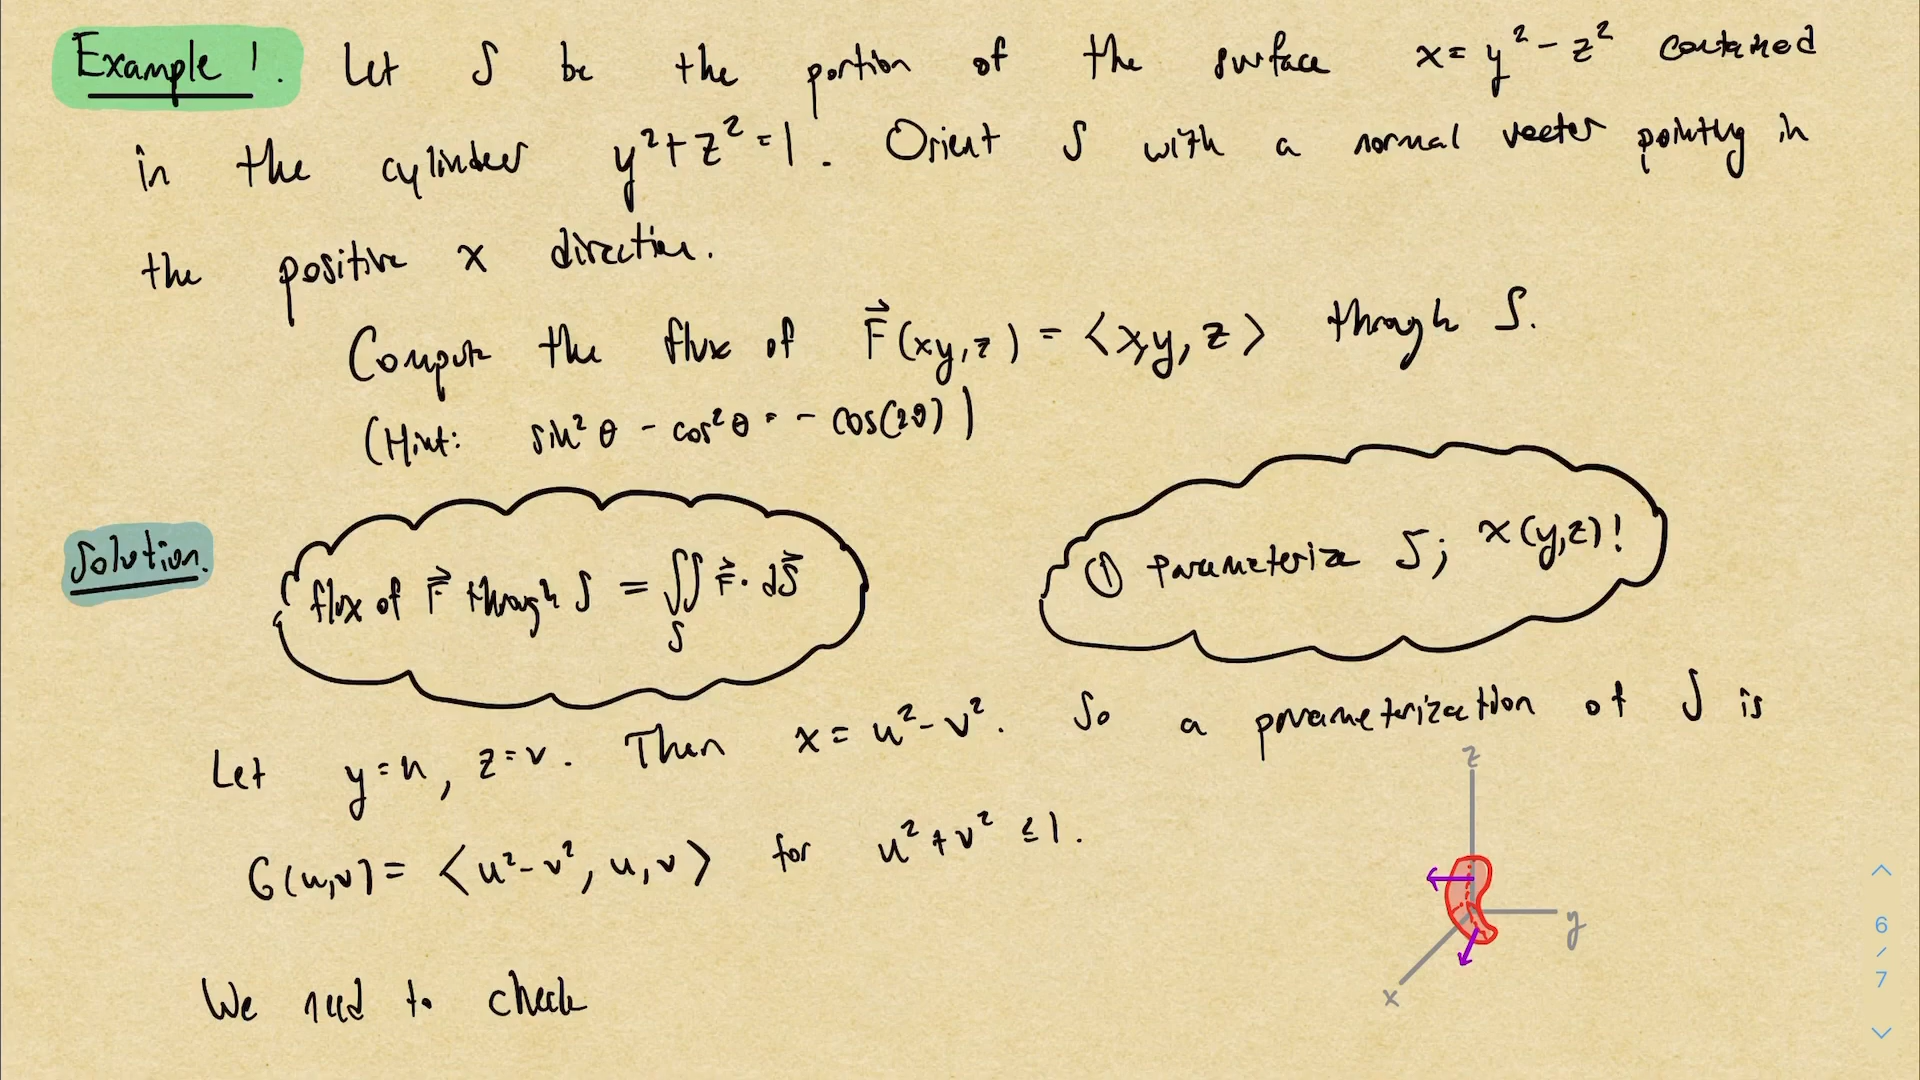 Example 1. Let S be the portion of the surface x = y² - z² contained
in the cylinder y² + z² = 1. Orient S with a normal vector pointing in
the positive x direction.
Compute the flux of F⃗(x,y,z) = ⟨x,y,z⟩ through S.
(Hint: sin²θ - cos²θ = - cos(2θ))
Solution.
flux of F⃗ through S = ∬_S F⃗ · dS⃗
① Parameterize S; x(y,z)!
Let y = u, z = v. Then x = u² - v². So a parameterization of S is
G(u,v) = ⟨u² - v², u, v⟩ for u² + v² ≤ 1.
z
y
x
We need to check
6
/
7